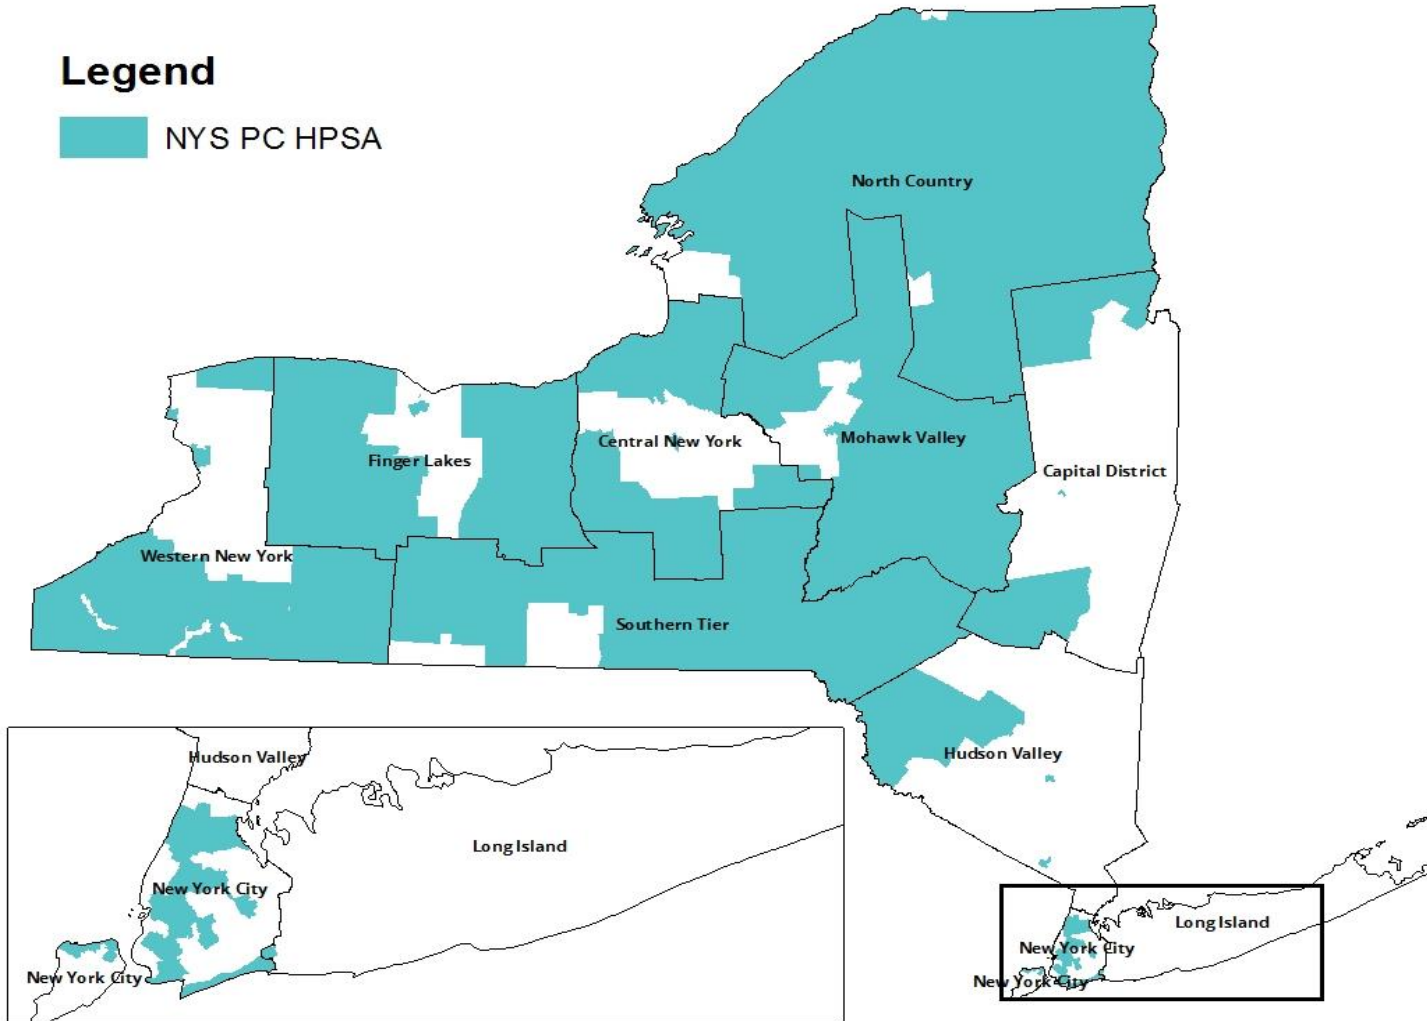 Legend
NYS PC HPSA
North Country
Mohawk Valley
Central New York
Finger Lakes
Capital District
Western New York
Southern Tier
Hudson Valley
Hudson Valley
Long Island
New York City
New York City
Long Island
New York City
New York City